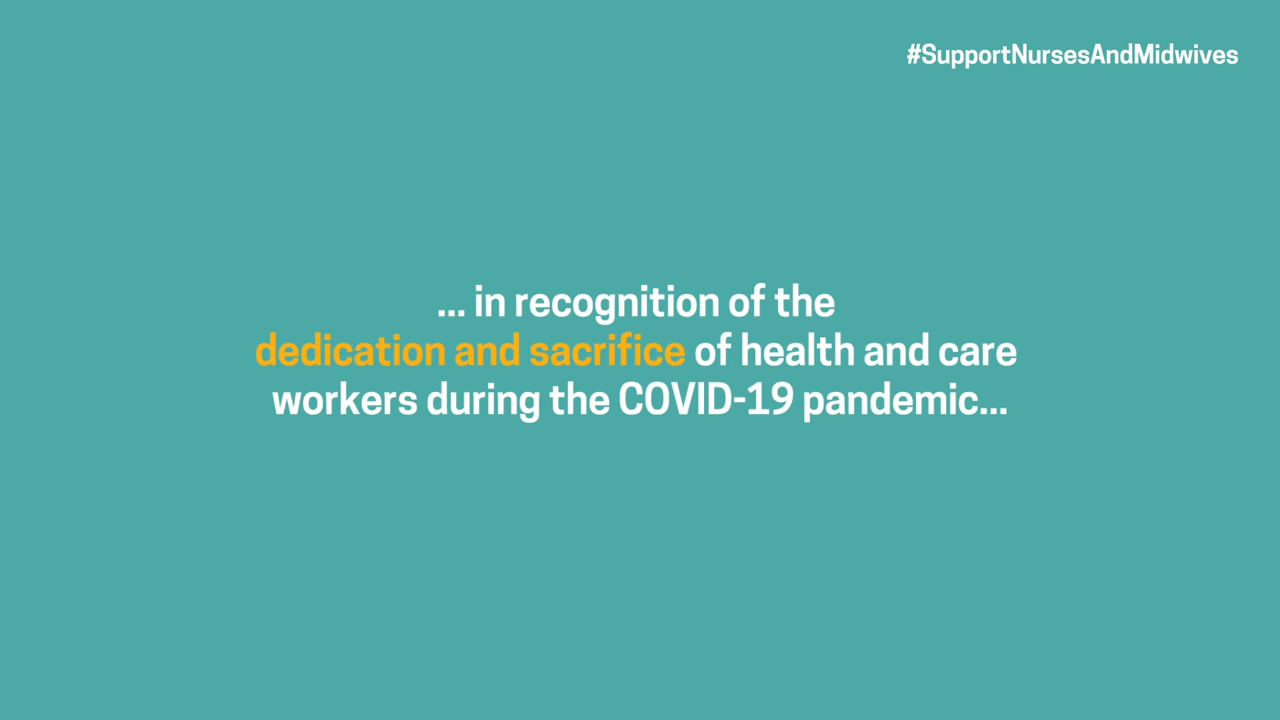 #SupportNursesAndMidwives
... in recognition of the
dedication and sacrifice of health and care
workers during the COVID-19 pandemic...